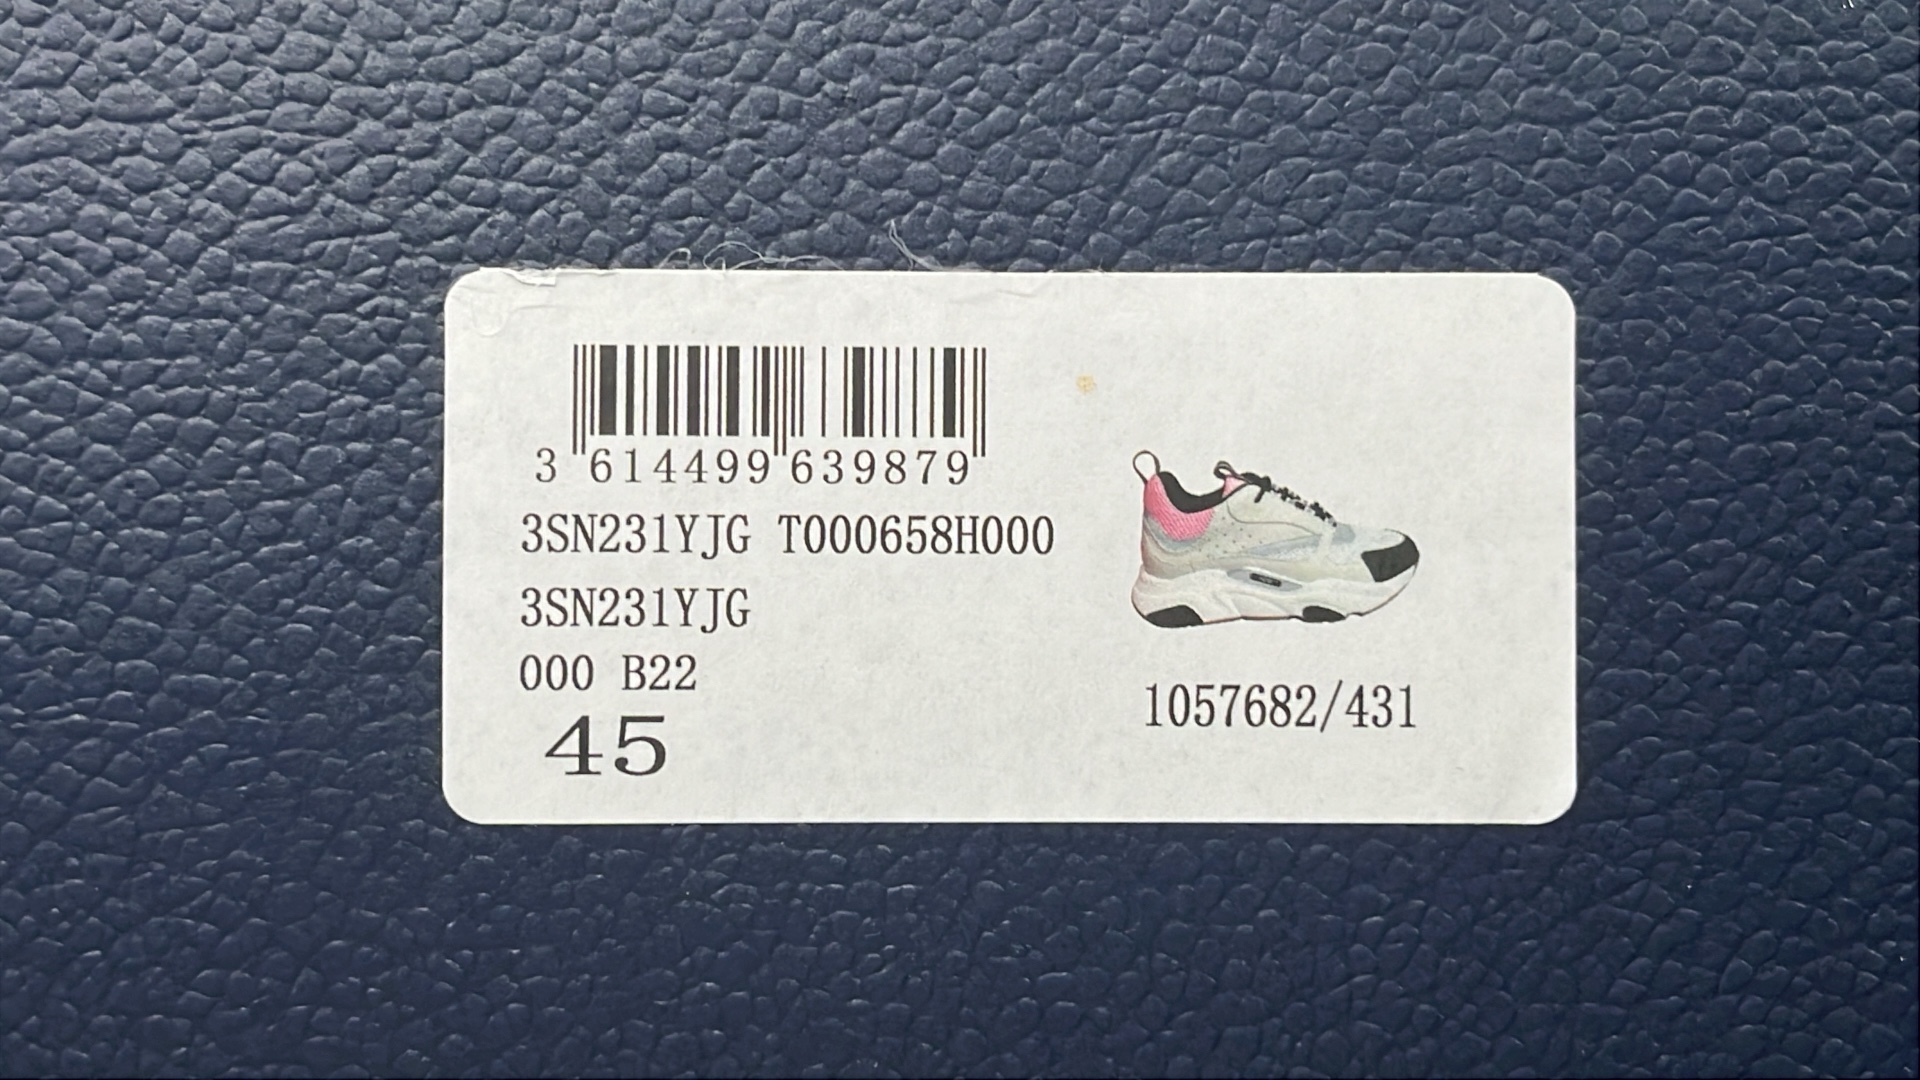 3 614499 639879
3SN231YJG T000658H000
3SN231YJG
000 B22
45
1057682/431